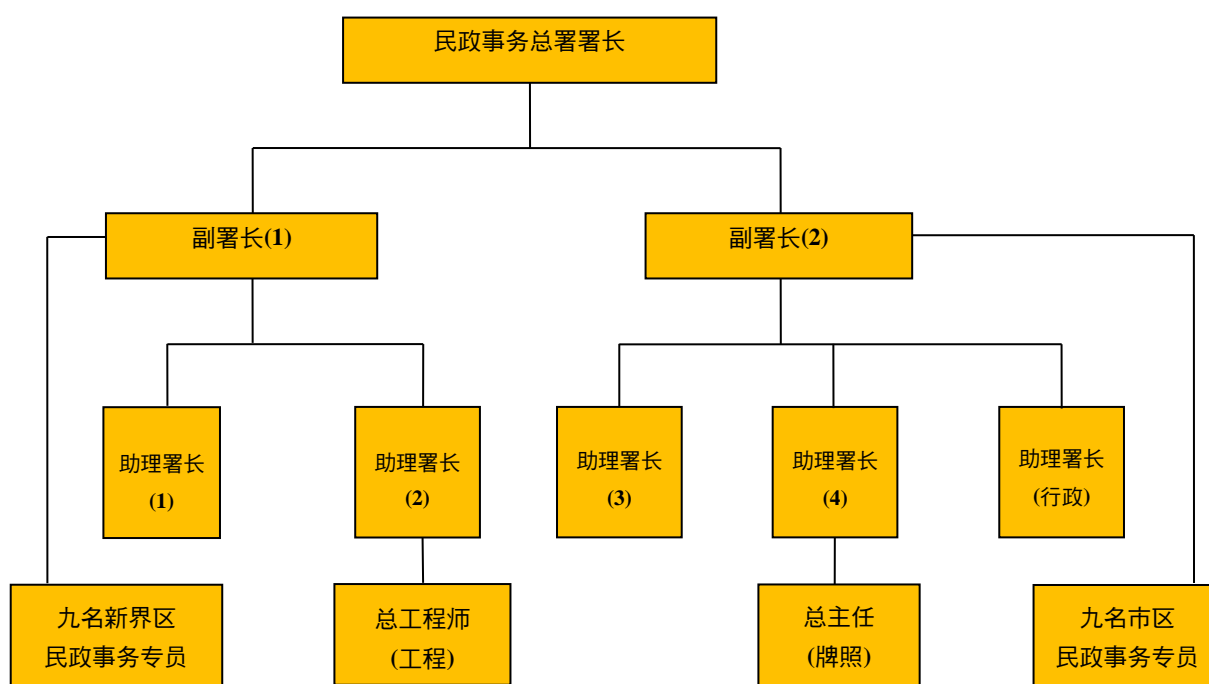 民政事务总署署长
副署长(1)
副署长(2)
助理署长
(1)
助理署长
(2)
助理署长
(3)
助理署长
(4)
助理署长
(行政)
九名新界区
民政事务专员
总工程师
(工程)
总主任
(牌照)
九名市区
民政事务专员